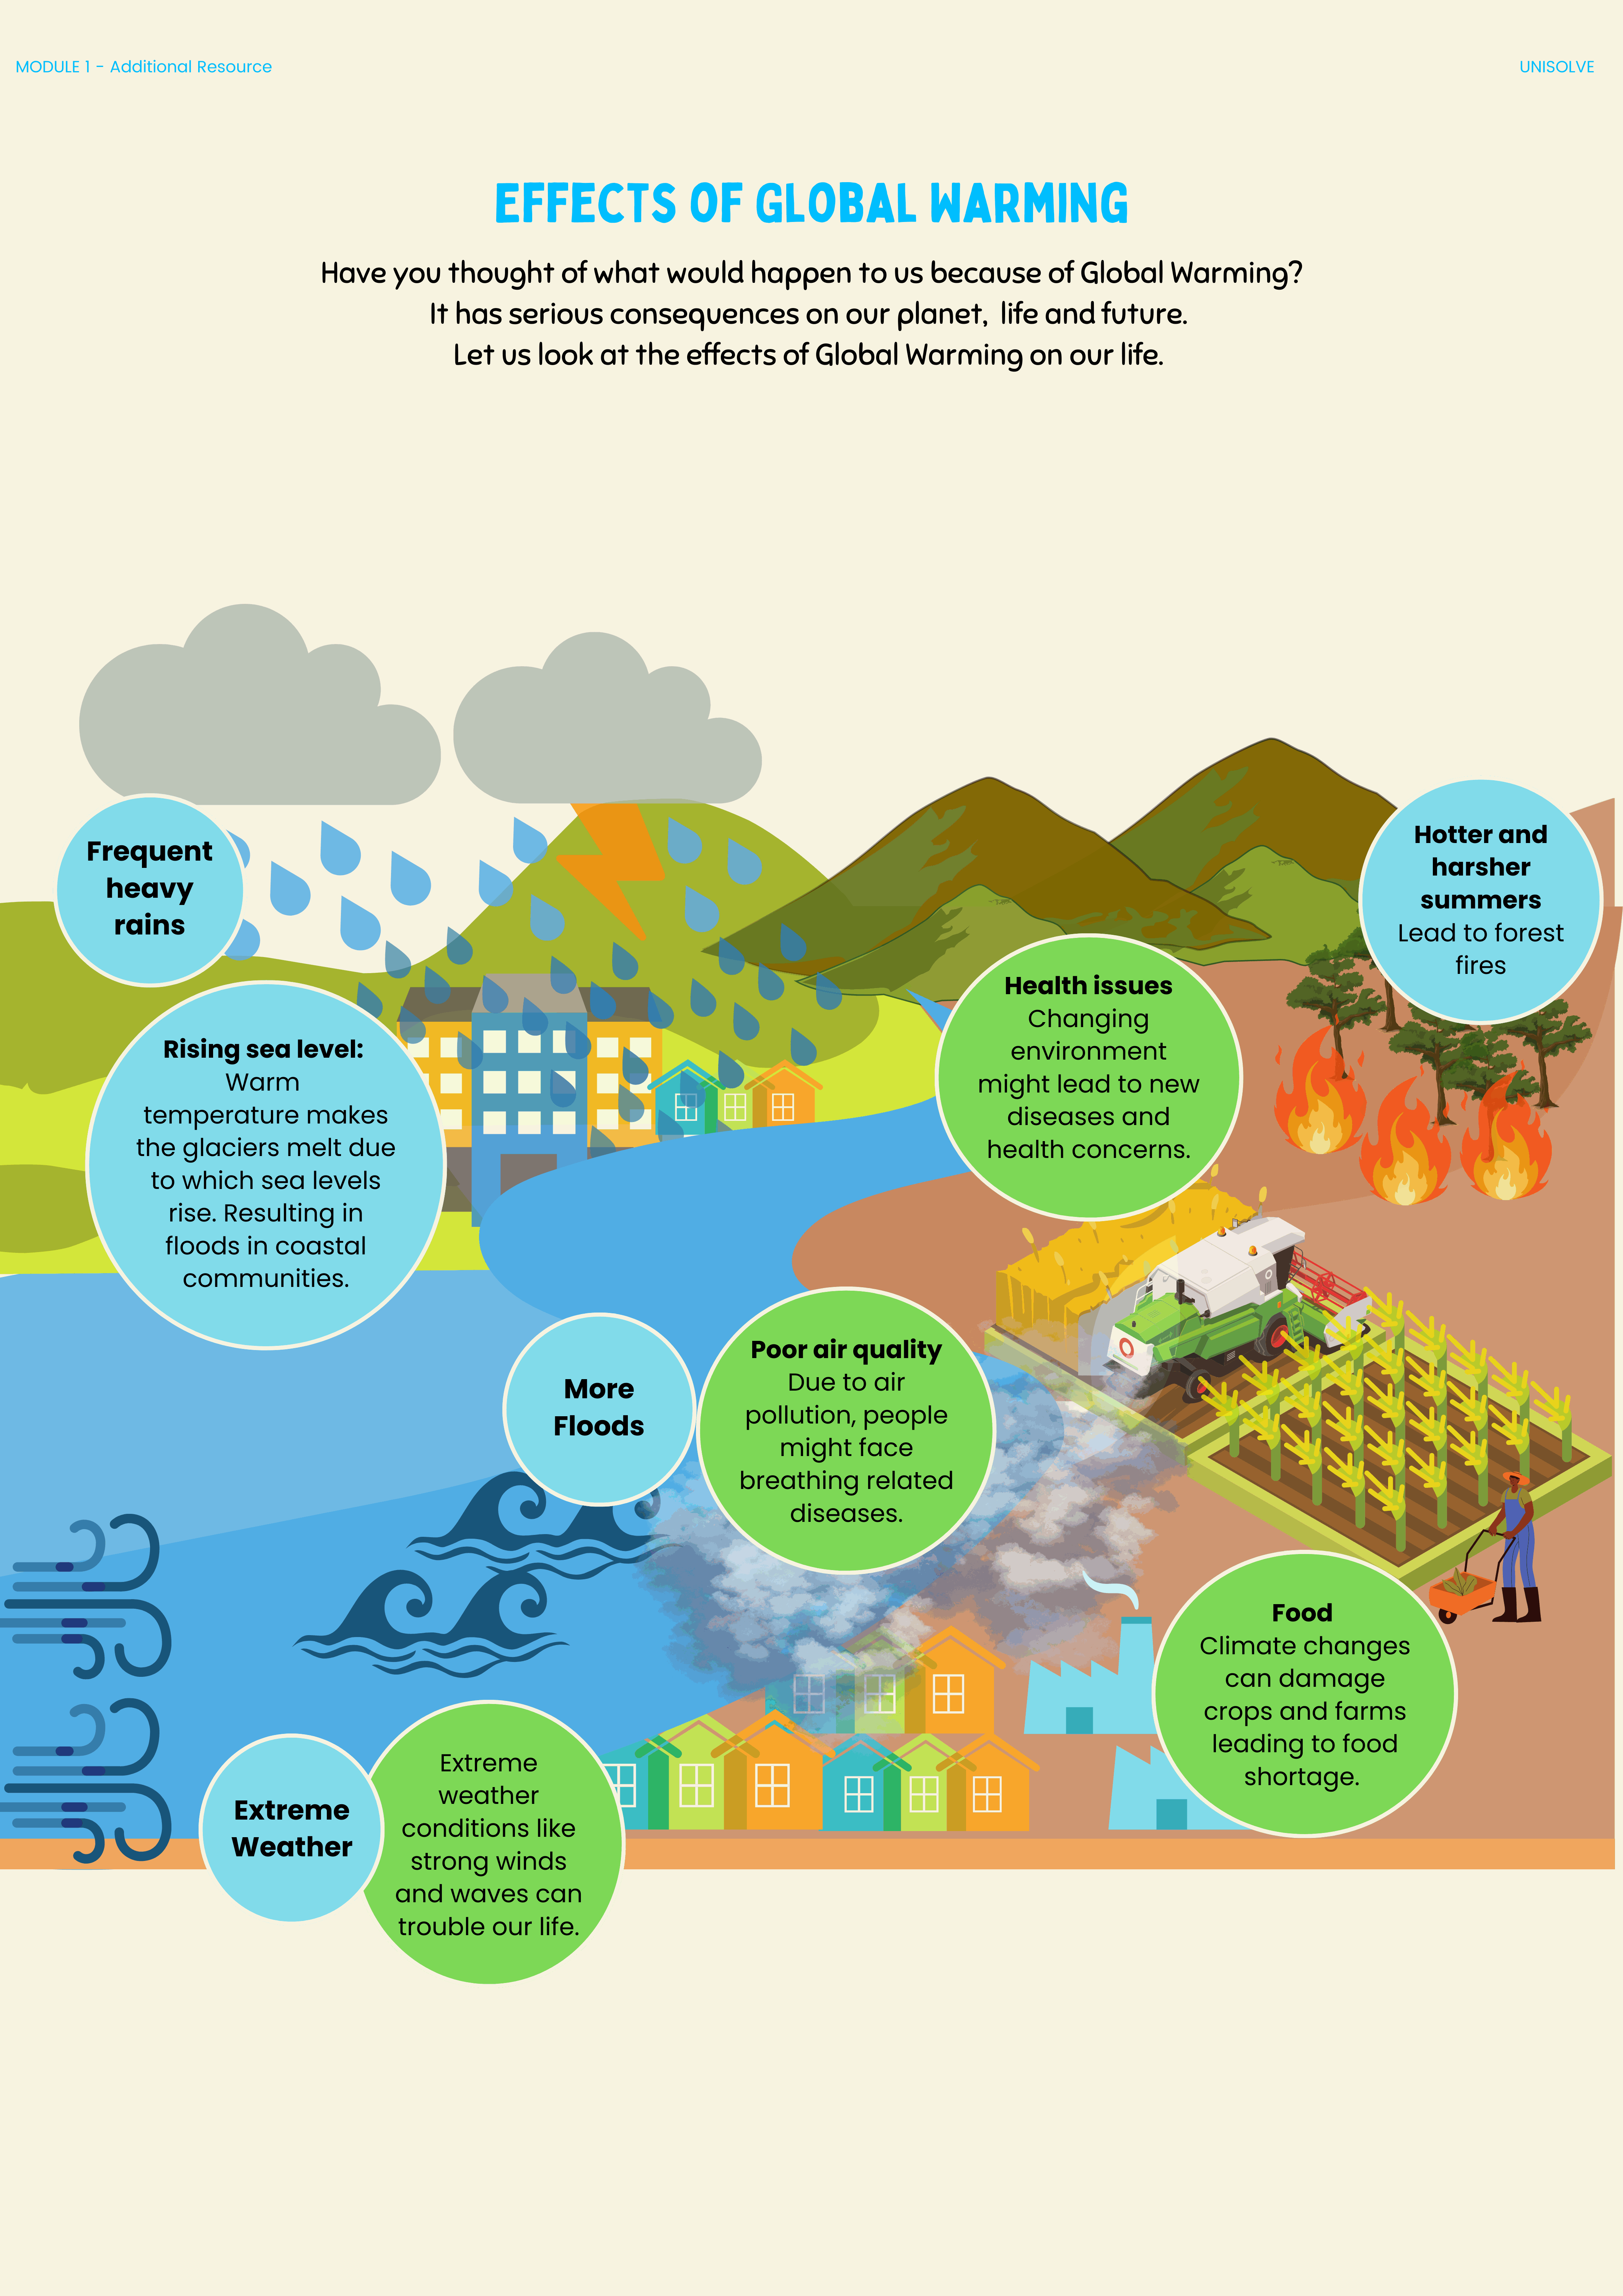 MODULE 1 - Additional Resource
UNISOLVE
EFFECTS OF GLOBAL WARMING
Have you thought of what would happen to us because of Global Warming?
It has serious consequences on our planet, life and future.
Let us look at the effects of Global Warming on our life.
Frequent
heavy
rains
Hotter and
harsher
summers
Lead to forest
fires
Health issues
Changing
environment
might lead to new
diseases and
health concerns.
Rising sea level:
Warm
temperature makes
the glaciers melt due
to which sea levels
rise. Resulting in
floods in coastal
communities.
More
Floods
Poor air quality
Due to air
pollution, people
might face
breathing related
diseases.
Food
Climate changes
can damage
crops and farms
leading to food
shortage.
Extreme
Weather
Extreme
weather
conditions like
strong winds
and waves can
trouble our life.